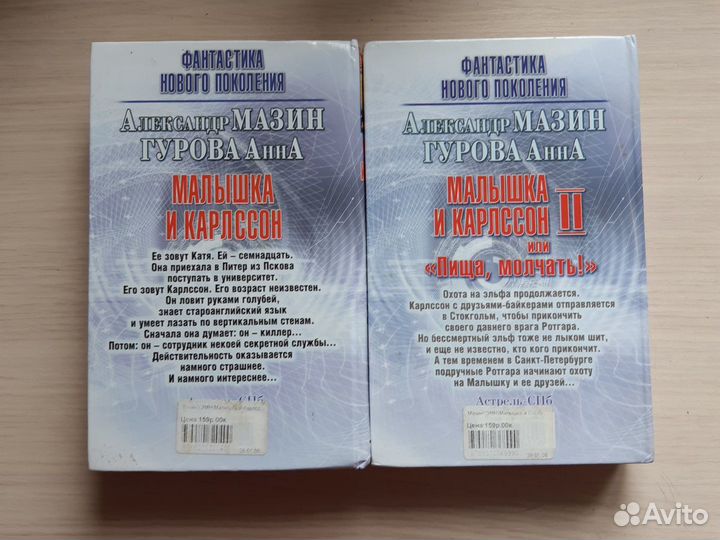 ФАНТАСТИКА
НОВОГО ПОКОЛЕНИЯ
АЛЕКСАНДР МАЗИН
ГУРОВА АННА
МАЛЫШКА
И КАРЛССОН
Ее зовут Катя. Ей – семнадцать.
Она приехала в Питер из Пскова
поступать в университет.
Его зовут Карлссон. Его возраст неизвестен.
Он ловит руками голубей,
знает староанглийский язык
и умеет лазать по вертикальным стенам.
Сначала она думает: он – киллер...
Потом: он – сотрудник некоей секретной службы...
Действительность оказывается
намного страшнее.
И намного интереснее...
Астрель-СПб
Цена:159р.00к
ФАНТАСТИКА
НОВОГО ПОКОЛЕНИЯ
АЛЕКСАНДР МАЗИН
ГУРОВА АННА
МАЛЫШКА
И КАРЛССОН II
или
«Пища, молчать!»
Охота на эльфа продолжается.
Карлссон с друзьями-байкерами отправляется
в Стокгольм, чтобы прикончить
своего давнего врага Ротгара.
Но бессмертный эльф тоже не лыком шит,
и еще не известно, кто кого прикончит.
А тем временем в Санкт-Петербурге
подручные Ротгара начинают охоту
на Малышку и ее друзей...
Астрель-СПб
Цена:159р.00к
Avito